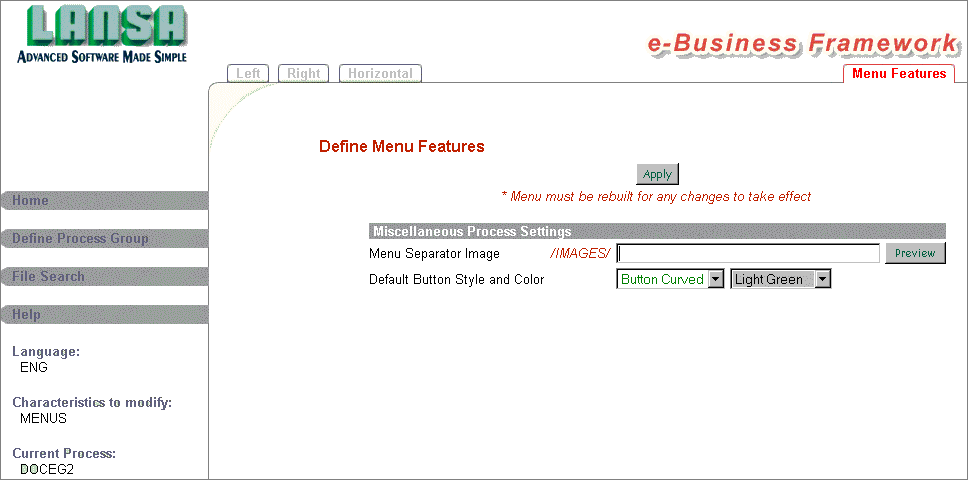 LANSA
ADVANCED SOFTWARE MADE SIMPLE
e-Business Framework
Left Right Horizontal Menu Features
Define Menu Features
Apply
* Menu must be rebuilt for any changes to take effect
Home
Define Process Group
File Search
Help
Language:
ENG
Characteristics to modify:
MENUS
Current Process:
DOCEG2
Miscellaneous Process Settings
Menu Separator Image /IMAGES/ Preview
Default Button Style and Color Button Curved Light Green